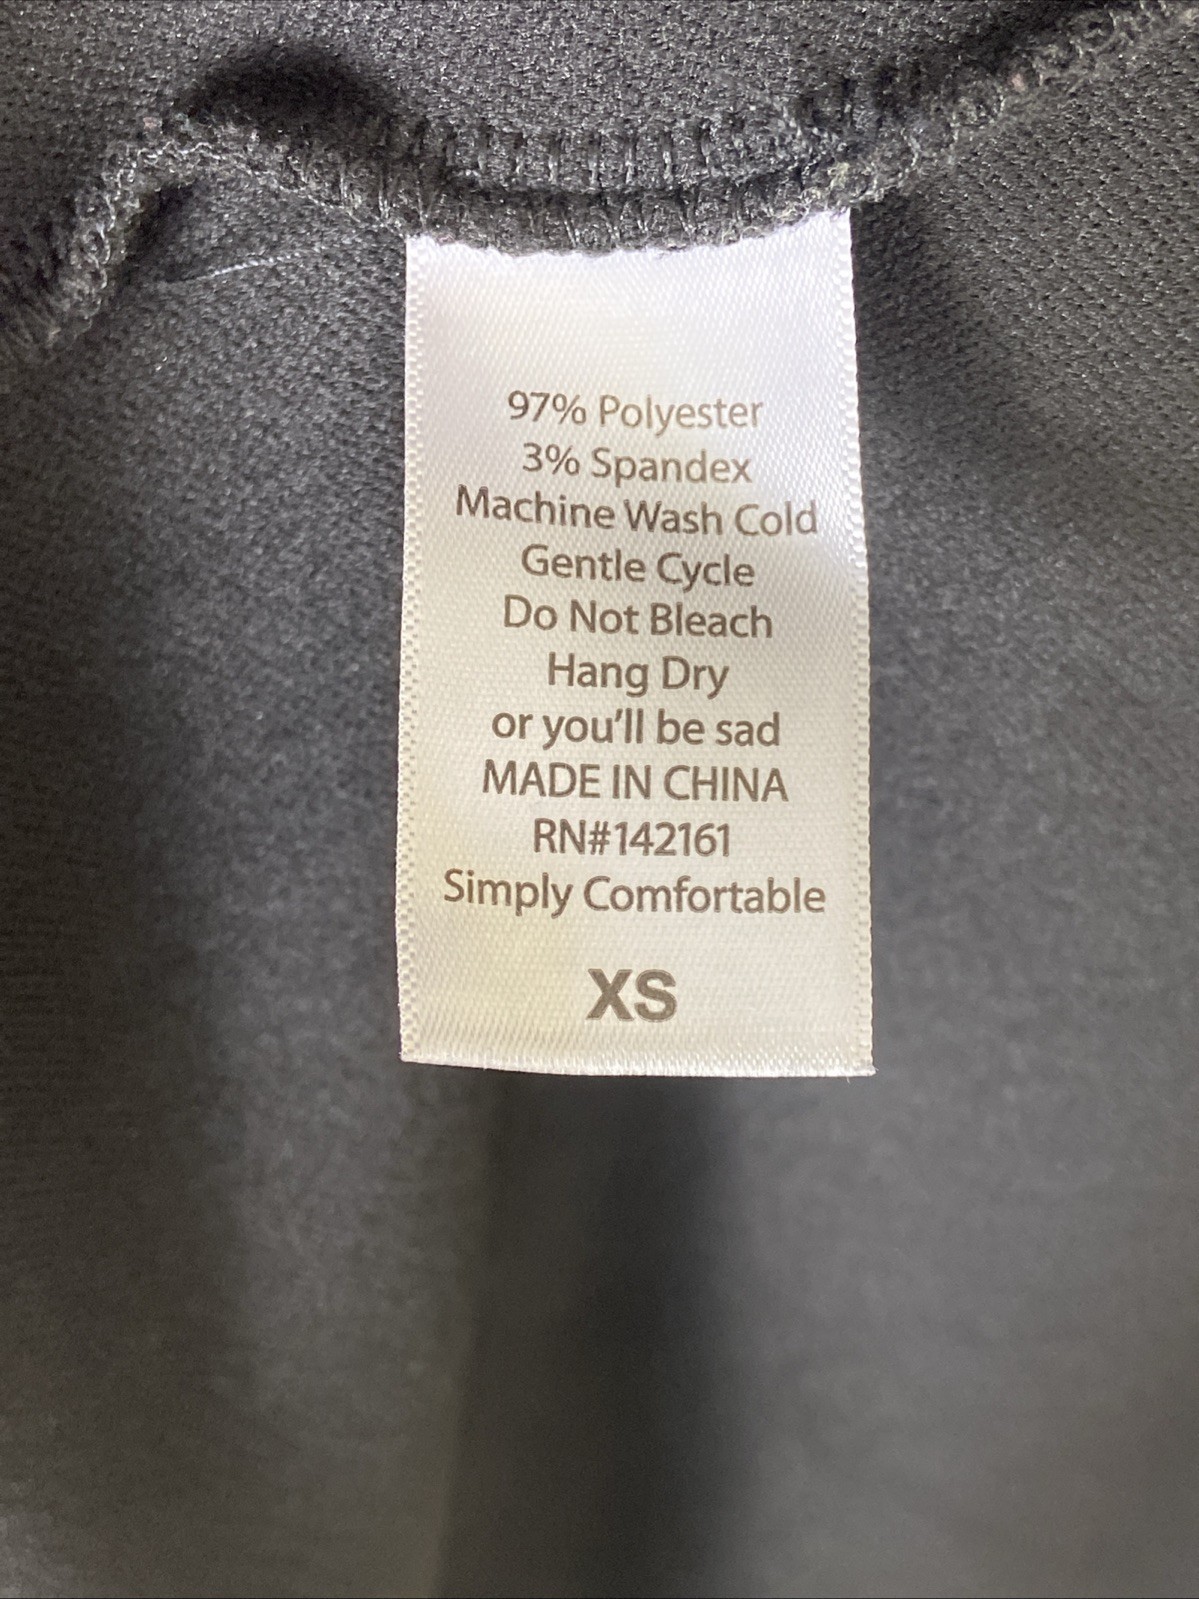 97% Polyester
3% Spandex
Machine Wash Cold
Gentle Cycle
Do Not Bleach
Hang Dry
or you'll be sad
MADE IN CHINA
RN#142161
Simply Comfortable
XS